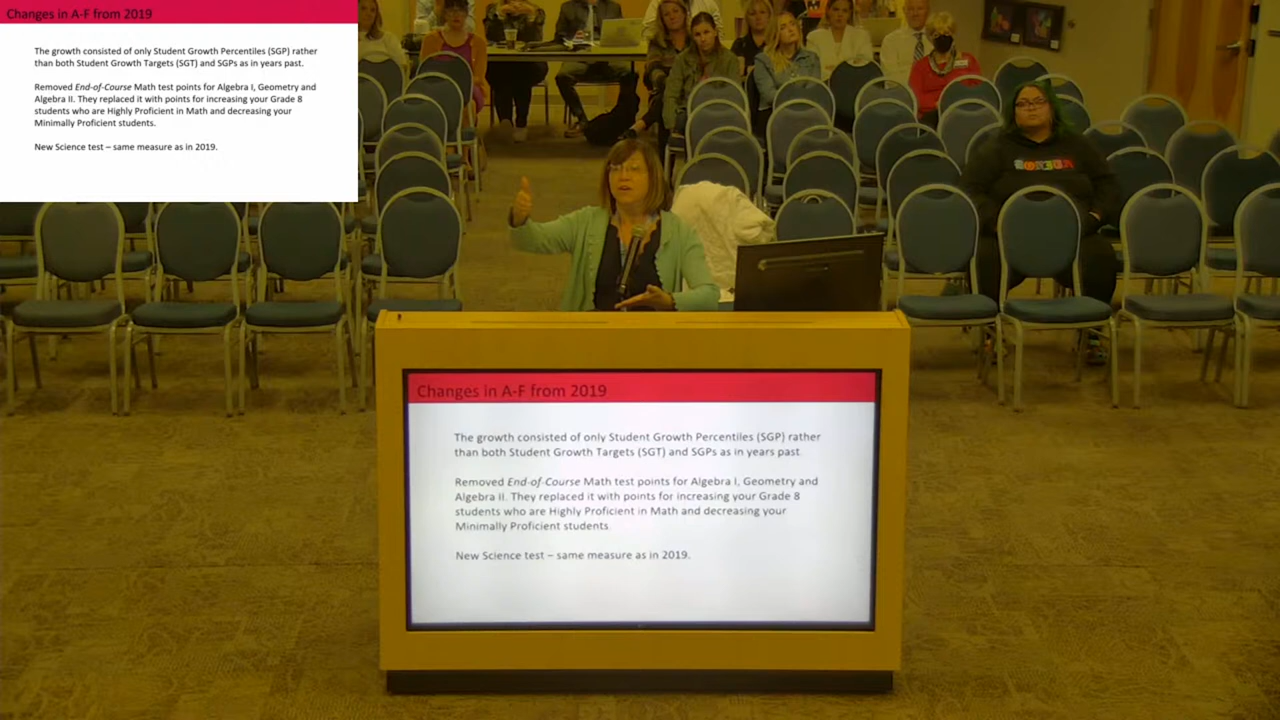 Changes in A-F from 2019
The growth consisted of only Student Growth Percentiles (SGP) rather
than both Student Growth Targets (SGT) and SGPs as in years past.
Removed End-of-Course Math test points for Algebra I, Geometry and
Algebra II. They replaced it with points for increasing your Grade 8
students who are Highly Proficient in Math and decreasing your
Minimally Proficient students.
New Science test – same measure as in 2019.
Changes in A-F from 2019
The growth consisted of only Student Growth Percentiles (SGP) rather
than both Student Growth Targets (SGT) and SGPs as in years past.
Removed End-of-Course Math test points for Algebra I, Geometry and
Algebra II. They replaced it with points for increasing your Grade 8
students who are Highly Proficient in Math and decreasing your
Minimally Proficient students.
New Science test – same measure as in 2019.